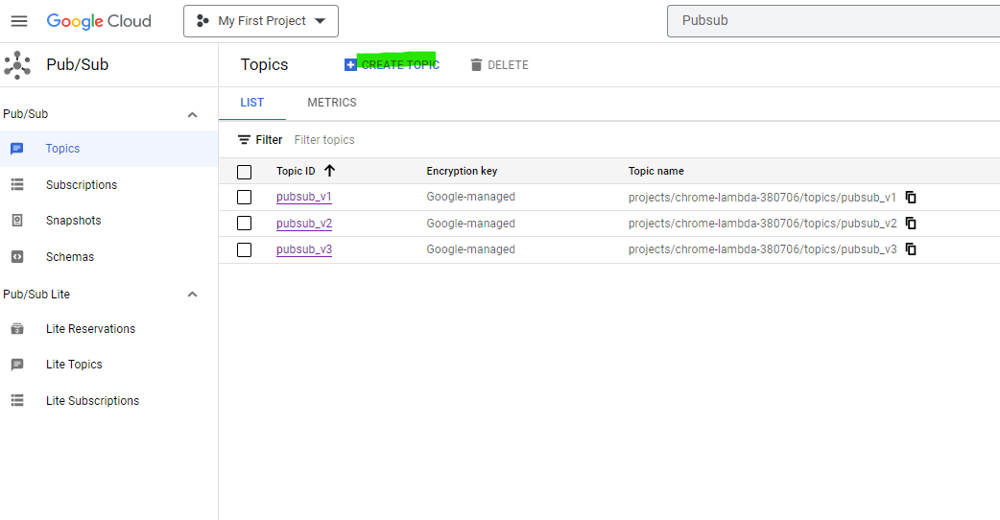 Google Cloud My First Project Pubsub
Pub/Sub Topics CREATE TOPIC DELETE
Pub/Sub LIST METRICS
Topics Filter Filter topics
Subscriptions Topic ID Encryption key Topic name
pubsub_v1 Google-managed projects/chrome-lambda-380706/topics/pubsub_v1
Snapshots pubsub_v2 Google-managed projects/chrome-lambda-380706/topics/pubsub_v2
Schemas pubsub_v3 Google-managed projects/chrome-lambda-380706/topics/pubsub_v3
Pub/Sub Lite
Lite Reservations
Lite Topics
Lite Subscriptions